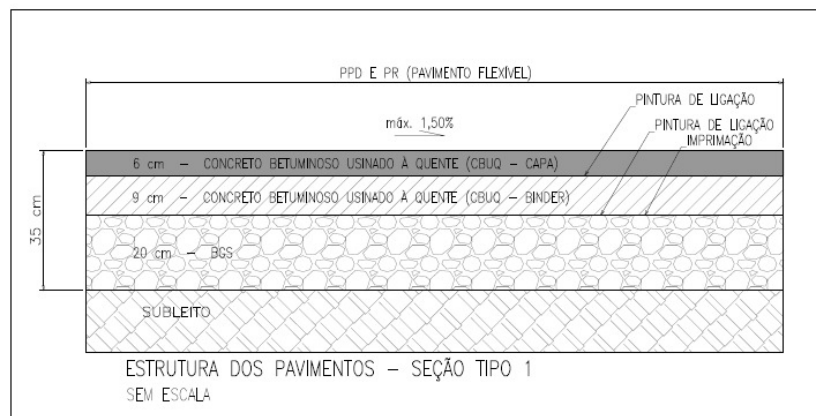 PPD E PR (PAVIMENTO FLEXÍVEL)
PINTURA DE LIGAÇÃO
máx. 1,50%
PINTURA DE LIGAÇÃO
IMPRIMAÇÃO
6 cm – CONCRETO BETUMINOSO USINADO À QUENTE (CBUQ – CAPA)
9 cm – CONCRETO BETUMINOSO USINADO À QUENTE (CBUQ – BINDER)
35 cm
20 cm – BGS
SUBLEITO
ESTRUTURA DOS PAVIMENTOS – SEÇÃO TIPO 1
SEM ESCALA